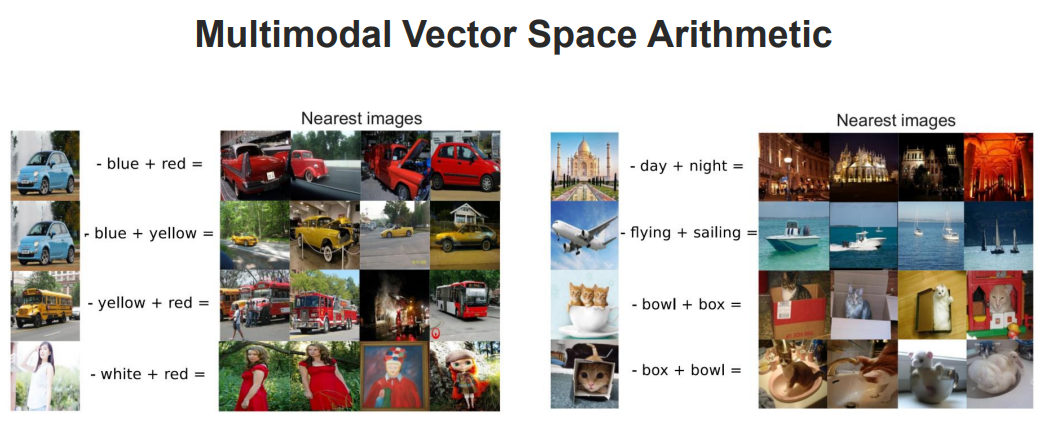 Multimodal Vector Space Arithmetic
Nearest images
- blue + red =
- blue + yellow =
- yellow + red =
- white + red =
Nearest images
- day + night =
- flying + sailing =
- bowl + box =
- box + bowl =